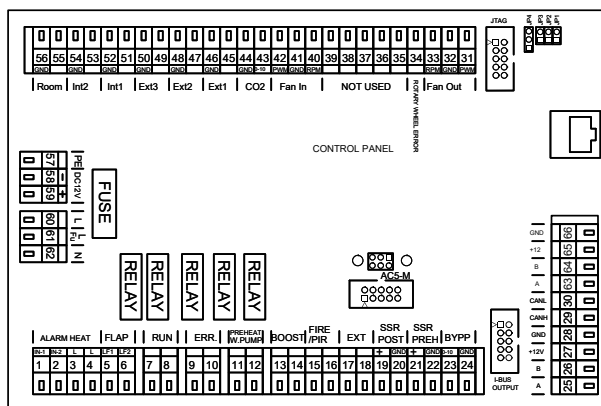 JTAG
JP4
JP3
JP2
JP1
56 55 54 53 52 51 50 49 48 47 46 45 44 43 42 41 40 39 38 37 36 35 34 33 32 31
GND GND GND GND GND GND 0-10 PWM GND RPM RPM GND PWM
Room Int2 Int1 Ext3 Ext2 Ext1 CO2 Fan In NOT USED Fan Out
ROTARY WHEEL ERROR
CONTROL PANEL
57 PE
58 -
59 +
DC12V
FUSE
60 L
61 L
Fu
62 N
RELAY RELAY RELAY RELAY RELAY
AC5-M
GND 66
+12 65
B 64
A 63
CANL 30
CANH 29
GND 28
+12V 27
B 26
A 25
I-BUS
OUTPUT
ALARM HEAT FLAP RUN ERR. PREHEAT W.PUMP BOOST FIRE /PIR EXT SSR POST SSR PREH BYPP
IN-1 IN-2 L L LF1 LF2 + GND + GND 0-10 GND
1 2 3 4 5 6 7 8 9 10 11 12 13 14 15 16 17 18 19 20 21 22 23 24